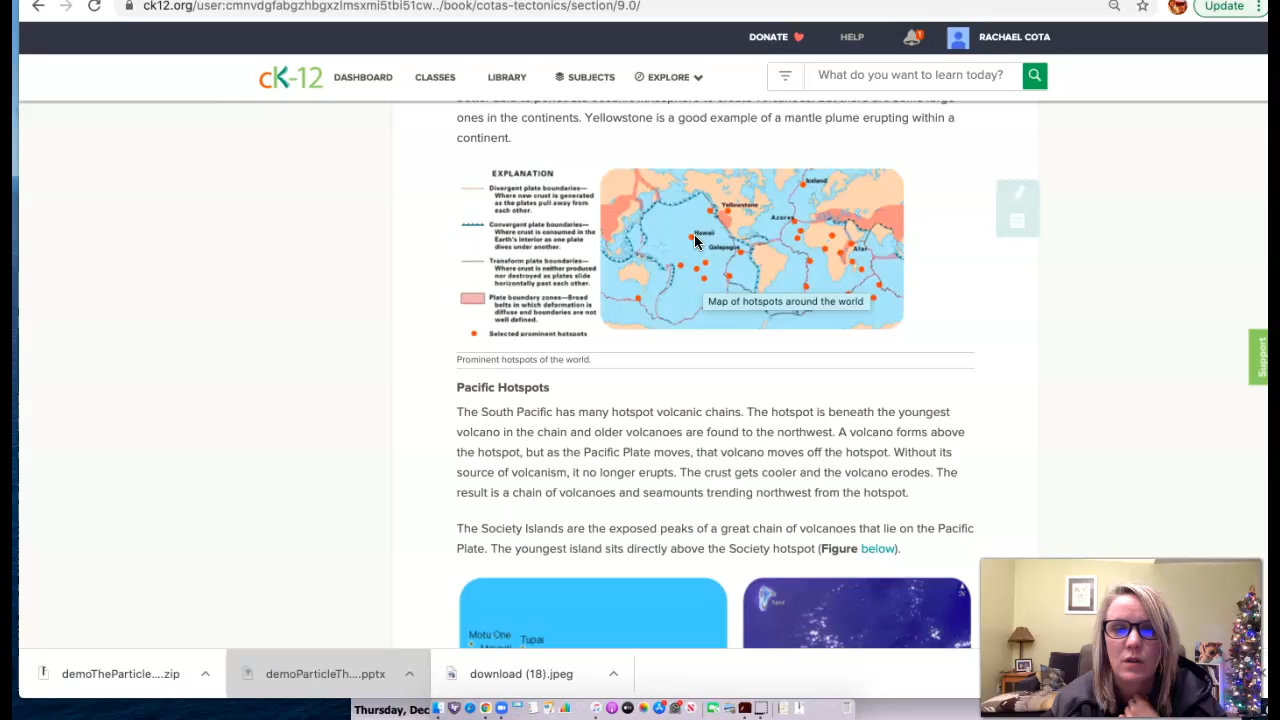 ck12.org/user:cmnvdgfabgzhbgxzlmsxmi5tbi51cw../book/cotas-tectonics/section/9.0/
Update
DONATE
HELP
1
RACHAEL COTA
cK-12
DASHBOARD
CLASSES
LIBRARY
SUBJECTS
EXPLORE
What do you want to learn today?
ones in the continents. Yellowstone is a good example of a mantle plume erupting within a
continent.
EXPLANATION
Divergent plate boundaries—
Where new crust is generated
as the plates pull away from
each other.
Convergent plate boundaries—
Where crust is consumed in the
Earth's interior as one plate
dives under another.
Transform plate boundaries—
Where crust is neither produced
nor destroyed as plates slide
horizontally past each other.
Plate boundary zones—Broad
belts in which deformation is
diffuse and boundaries are not
well defined.
Selected prominent hotspots
Iceland
Yellowstone
Azores
Hawaii
Galapagos
Afar
Map of hotspots around the world
Prominent hotspots of the world.
Support
Pacific Hotspots
The South Pacific has many hotspot volcanic chains. The hotspot is beneath the youngest
volcano in the chain and older volcanoes are found to the northwest. A volcano forms above
the hotspot, but as the Pacific Plate moves, that volcano moves off the hotspot. Without its
source of volcanism, it no longer erupts. The crust gets cooler and the volcano erodes. The
result is a chain of volcanoes and seamounts trending northwest from the hotspot.
The Society Islands are the exposed peaks of a great chain of volcanoes that lie on the Pacific
Plate. The youngest island sits directly above the Society hotspot (Figure below).
Motu One
Tupai
Tupai
demoTheParticle....zip
demoParticleTh....pptx
download (18).jpeg
Thursday, Dec